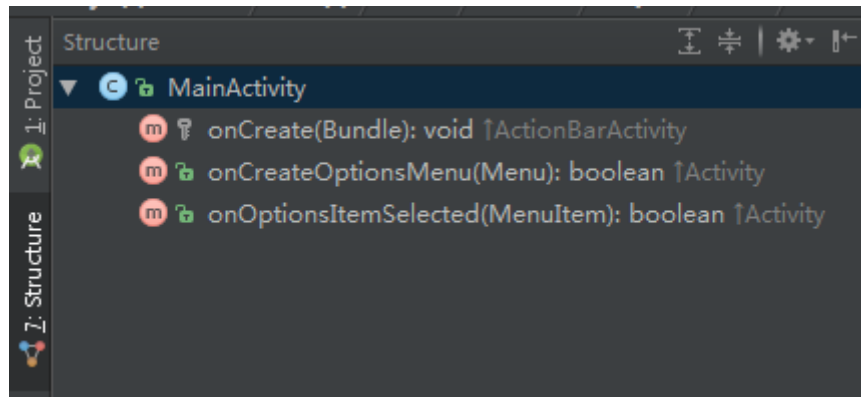 Structure
MainActivity
onCreate(Bundle): void ↑ActionBarActivity
onCreateOptionsMenu(Menu): boolean ↑Activity
onOptionsItemSelected(MenuItem): boolean ↑Activity
1: Project
7: Structure